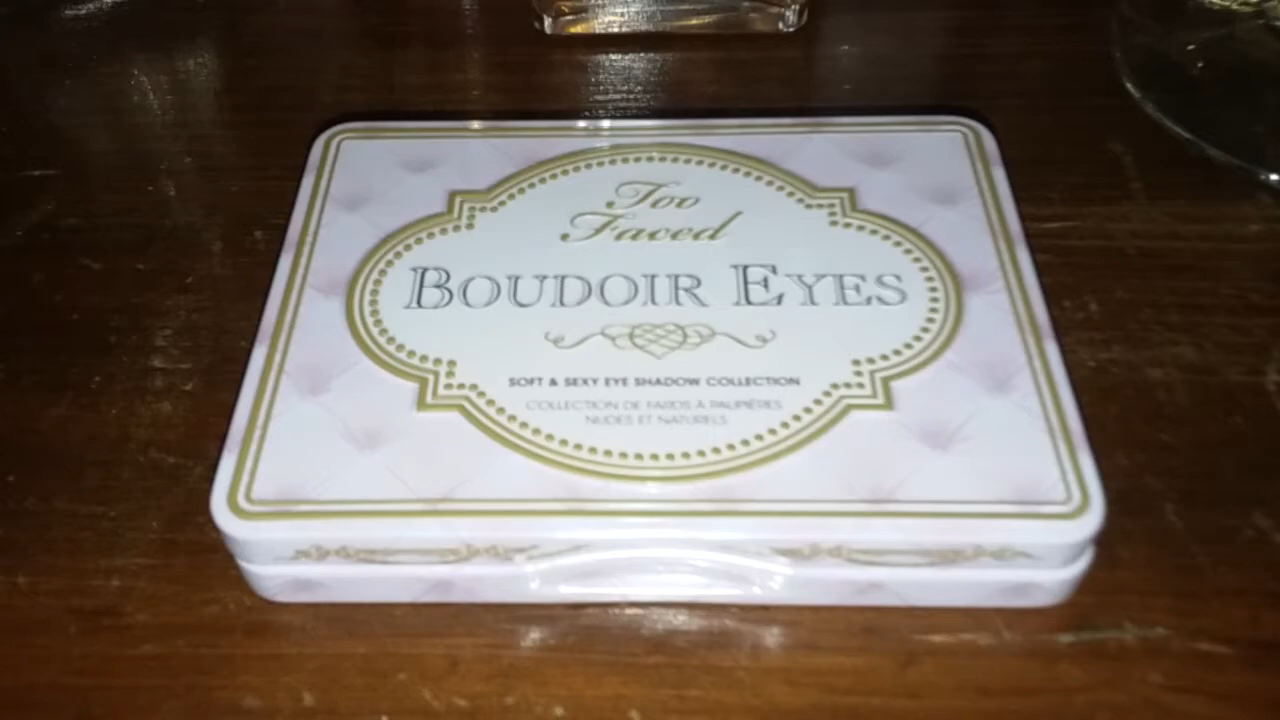 Too
Faced
BOUDOIR EYES
SOFT & SEXY EYE SHADOW COLLECTION
COLLECTION DE FARDS À PAUPIÈRES
NUDES ET NATURELS